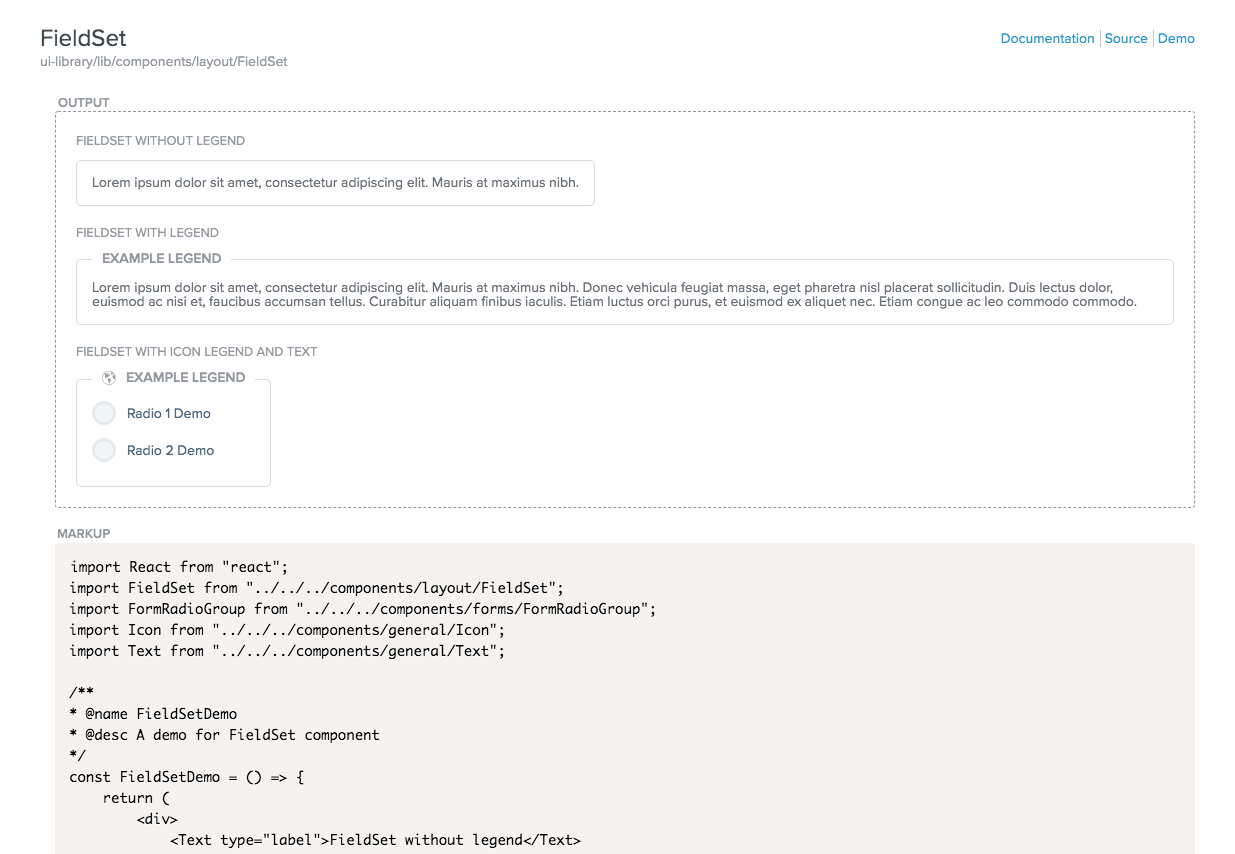 FieldSet
Documentation Source Demo
ui-library/lib/components/layout/FieldSet
OUTPUT
FIELDSET WITHOUT LEGEND
Lorem ipsum dolor sit amet, consectetur adipiscing elit. Mauris at maximus nibh.
FIELDSET WITH LEGEND
EXAMPLE LEGEND
Lorem ipsum dolor sit amet, consectetur adipiscing elit. Mauris at maximus nibh. Donec vehicula feugiat massa, eget pharetra nisl placerat sollicitudin. Duis lectus dolor,
euismod ac nisi et, faucibus accumsan tellus. Curabitur aliquam finibus iaculis. Etiam luctus orci purus, et euismod ex aliquet nec. Etiam congue ac leo commodo commodo.
FIELDSET WITH ICON LEGEND AND TEXT
EXAMPLE LEGEND
Radio 1 Demo
Radio 2 Demo
MARKUP
import React from "react";
import FieldSet from "../../../components/layout/FieldSet";
import FormRadioGroup from "../../../components/forms/FormRadioGroup";
import Icon from "../../../components/general/Icon";
import Text from "../../../components/general/Text";
/**
* @name FieldSetDemo
* @desc A demo for FieldSet component
*/
const FieldSetDemo = () => {
    return (
        <div>
            <Text type="label">FieldSet without legend</Text>